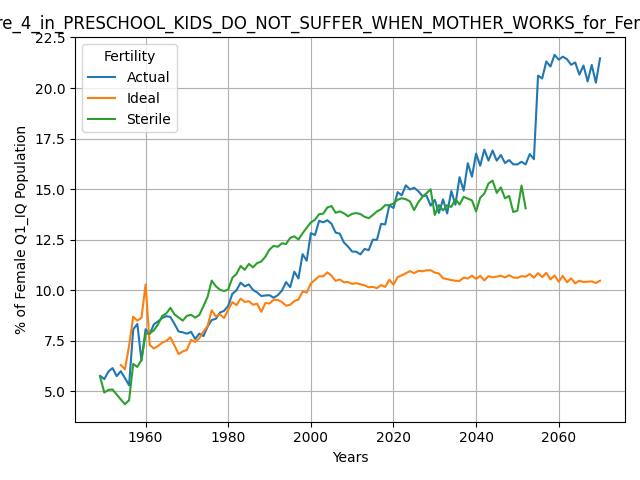 re_4_in_PRESCHOOL_KIDS_DO_NOT_SUFFER_WHEN_MOTHER_WORKS_for_Fer
Fertility
Actual
Ideal
Sterile
% of Female Q1_IQ Population
22.5
20.0
17.5
15.0
12.5
10.0
7.5
5.0
1960 1980 2000 2020 2040 2060
Years